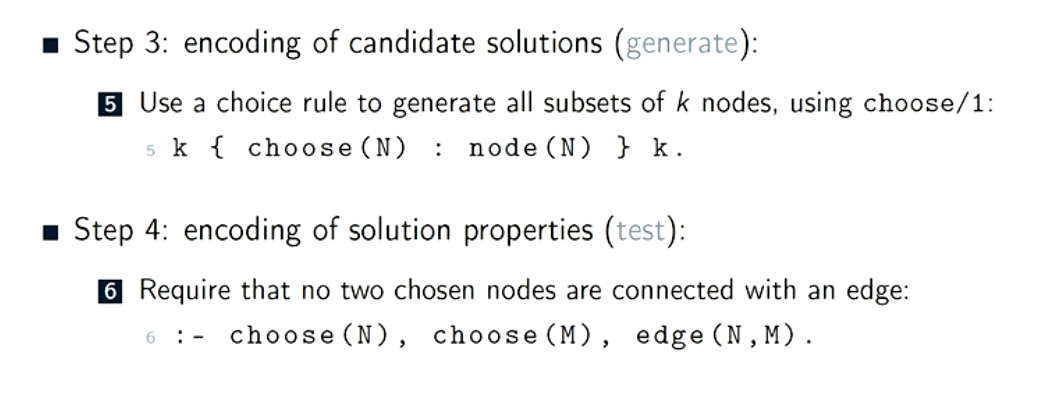 ■ Step 3: encoding of candidate solutions (generate):
5 Use a choice rule to generate all subsets of k nodes, using choose/1:
5 k { choose(N) : node(N) } k.
■ Step 4: encoding of solution properties (test):
6 Require that no two chosen nodes are connected with an edge:
6 :- choose(N), choose(M), edge(N,M).